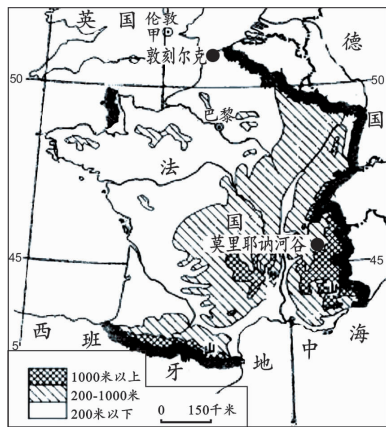 英 国
伦敦
甲
敦刻尔克
德
50
50
巴黎
国
法
国
莫里耶讷河谷
45
45
5
西 班 牙 地 中 海
1000米以上
200-1000米
200米以下
0 150千米